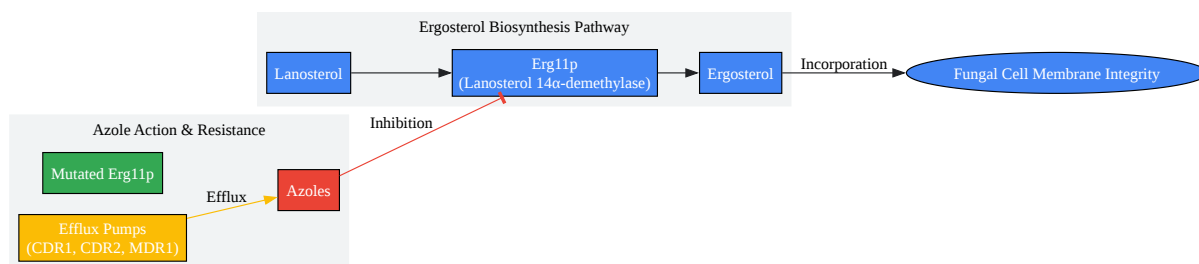 Ergosterol Biosynthesis Pathway
Lanosterol
Erg11p
(Lanosterol 14α-demethylase)
Ergosterol
Incorporation
Fungal Cell Membrane Integrity
Inhibition
Azole Action & Resistance
Mutated Erg11p
Efflux
Azoles
Efflux Pumps
(CDR1, CDR2, MDR1)